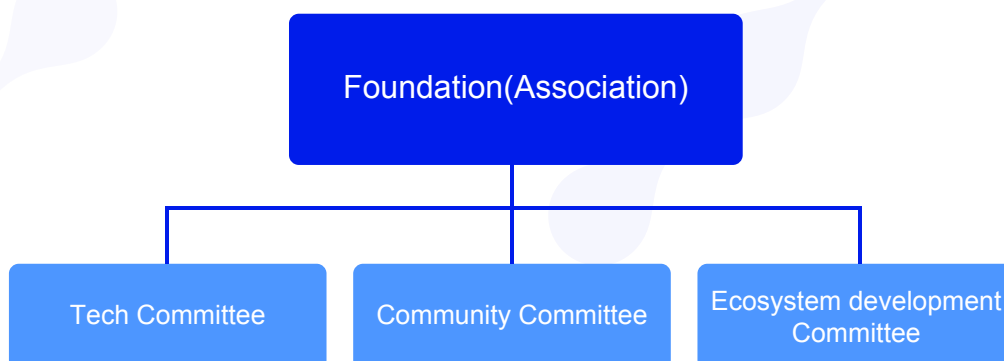 Foundation(Association)
Tech Committee
Community Committee
Ecosystem development
Committee